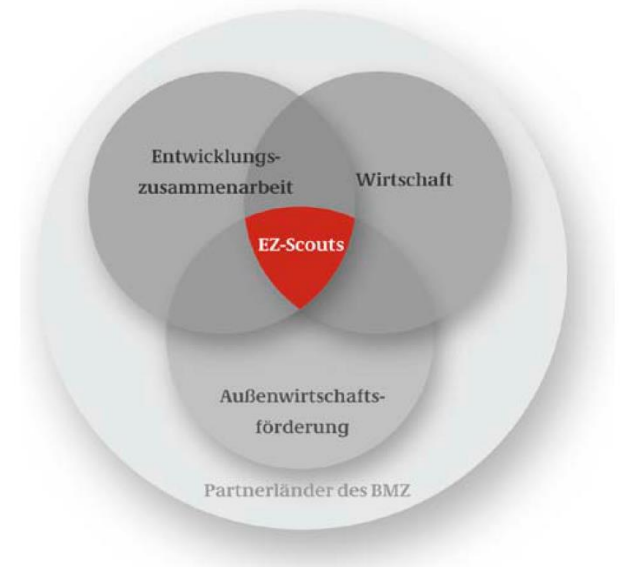 Entwicklungs-
zusammenarbeit
Wirtschaft
EZ-Scouts
Außenwirtschafts-
förderung
Partnerländer des BMZ